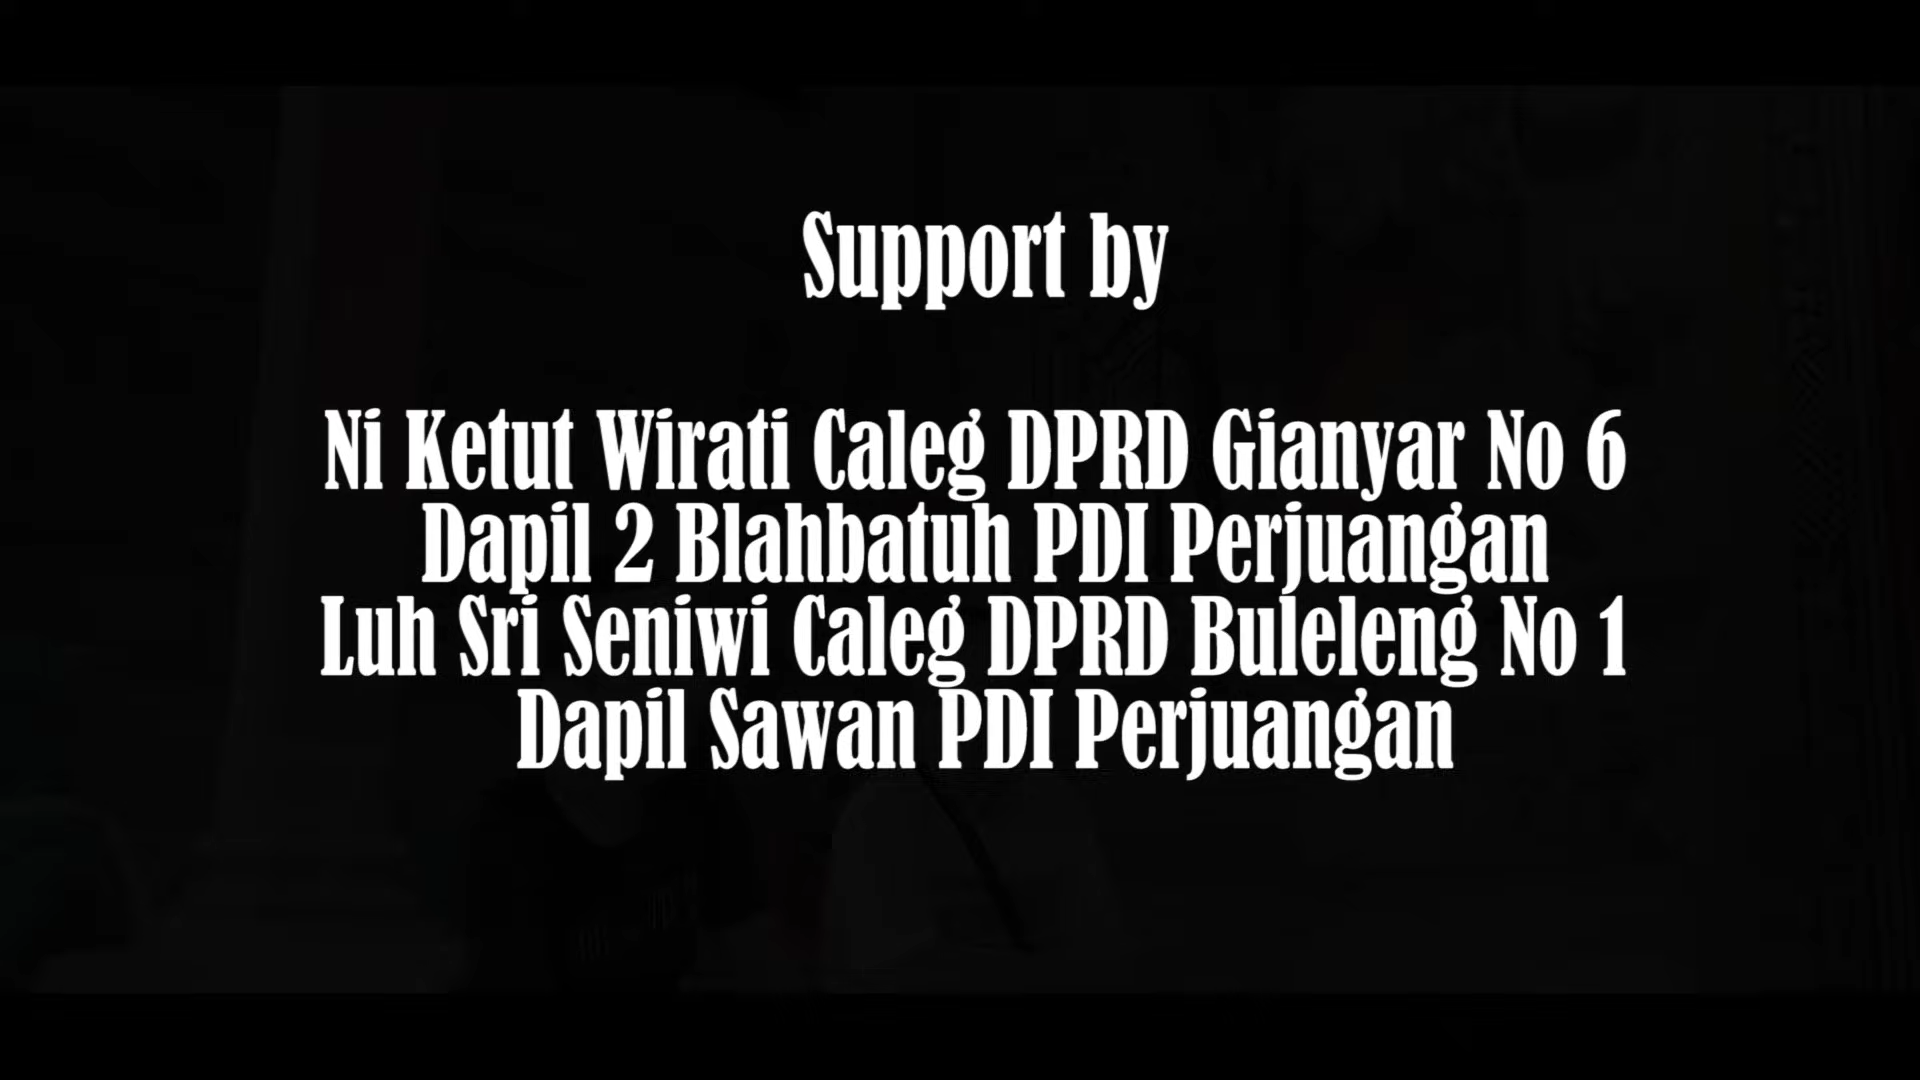 Support by
Ni Ketut Wirati Caleg DPRD Gianyar No 6
Dapil 2 Blahbatuh PDI Perjuangan
Luh Sri Seniwi Caleg DPRD Buleleng No 1
Dapil Sawan PDI Perjuangan